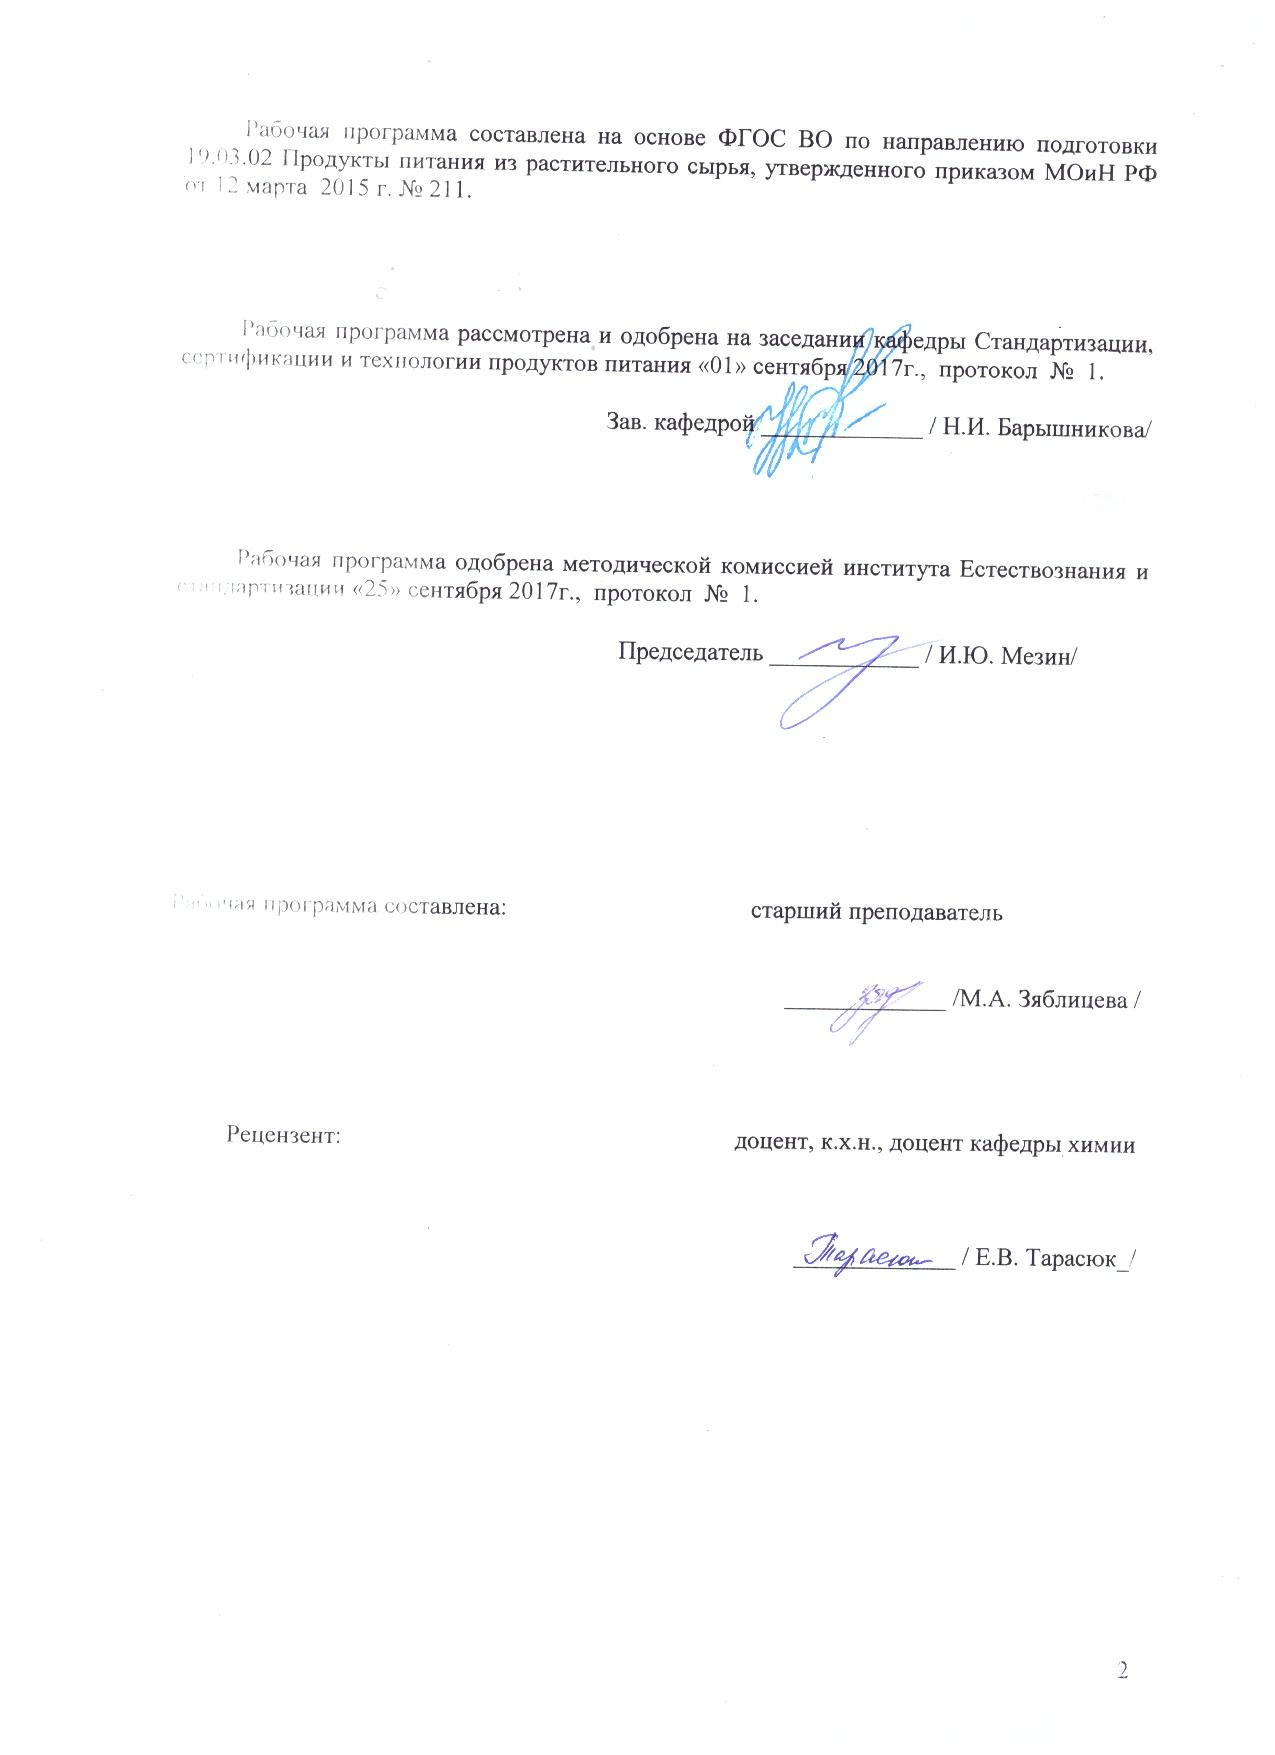 Рабочая программа составлена на основе ФГОС ВО по направлению подготовки
19.03.02 Продукты питания из растительного сырья, утвержденного приказом МОиН РФ
от 12 марта 2015 г. № 211.
Рабочая программа рассмотрена и одобрена на заседании кафедры Стандартизации,
сертификации и технологии продуктов питания «01» сентября 2017г., протокол № 1.
Зав. кафедрой _____________ / Н.И. Барышникова/
Рабочая программа одобрена методической комиссией института Естествознания и
стандартизации «25» сентября 2017г., протокол № 1.
Председатель ____________ / И.Ю. Мезин/
Рабочая программа составлена: старший преподаватель
_____________ /М.А. Зяблицева /
Рецензент: доцент, к.х.н., доцент кафедры химии
_____________ / Е.В. Тарасюк_/
2